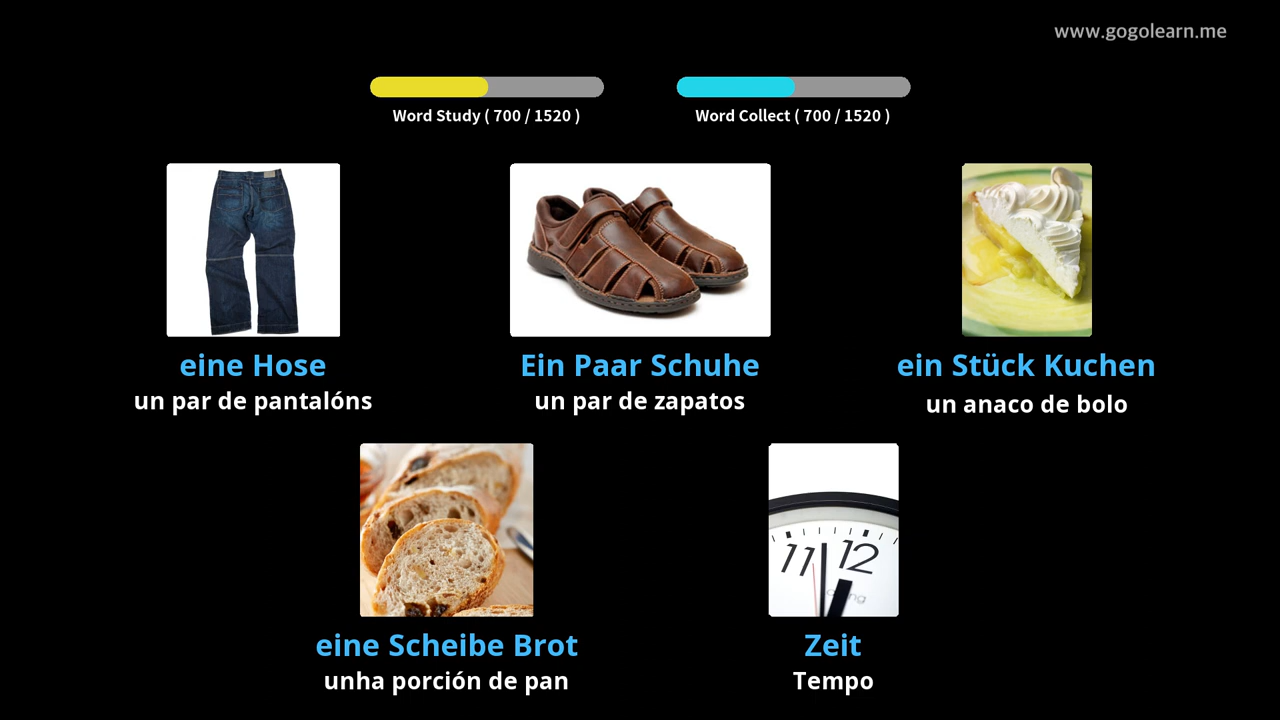 www.gogolearn.me
Word Study ( 700 / 1520 )
Word Collect ( 700 / 1520 )
eine Hose
un par de pantalóns
Ein Paar Schuhe
un par de zapatos
ein Stück Kuchen
un anaco de bolo
11 12
eine Scheibe Brot
unha porción de pan
Zeit
Tempo